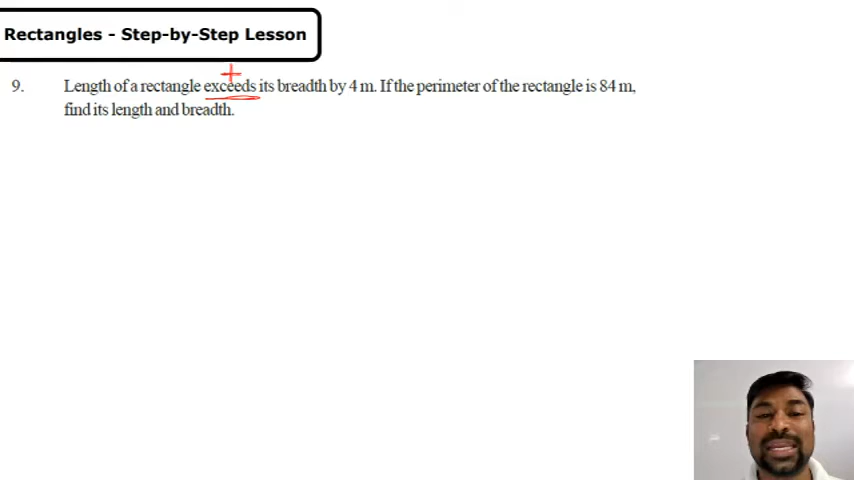 Rectangles - Step-by-Step Lesson
+
9. Length of a rectangle exceeds its breadth by 4 m. If the perimeter of the rectangle is 84 m,
find its length and breadth.